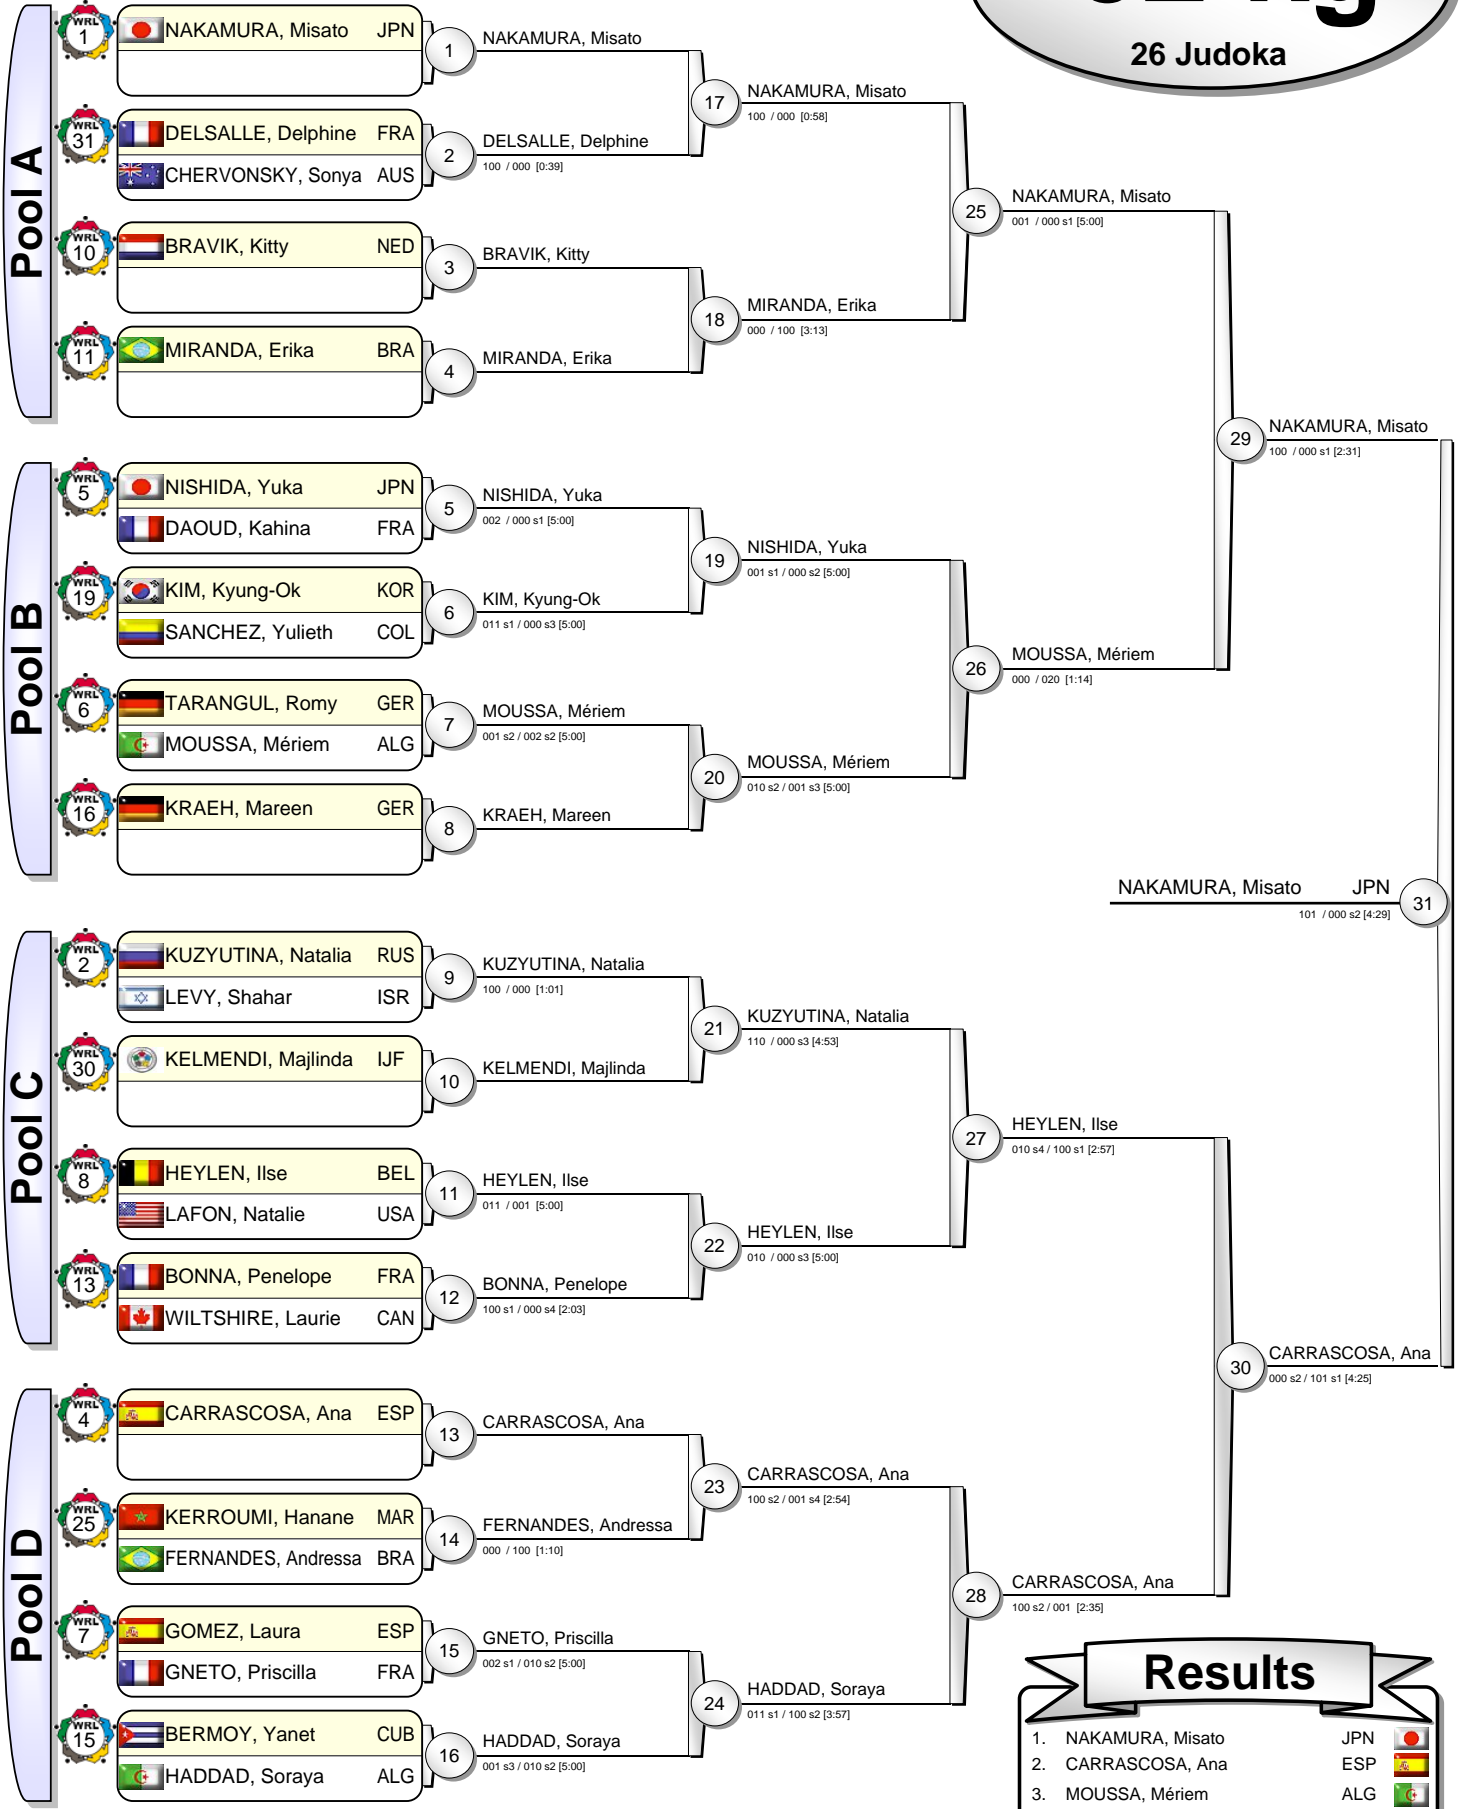 26 Judoka
Pool A
WRL 1
NAKAMURA, Misato JPN
WRL 31
DELSALLE, Delphine FRA
CHERVONSKY, Sonya AUS
WRL 10
BRAVIK, Kitty NED
WRL 11
MIRANDA, Erika BRA
1
NAKAMURA, Misato
2
DELSALLE, Delphine
100 / 000 [0:39]
3
BRAVIK, Kitty
4
MIRANDA, Erika
17
NAKAMURA, Misato
100 / 000 [0:58]
18
MIRANDA, Erika
000 / 100 [3:13]
25
NAKAMURA, Misato
001 / 000 s1 [5:00]
Pool B
WRL 5
NISHIDA, Yuka JPN
DAOUD, Kahina FRA
WRL 19
KIM, Kyung-Ok KOR
SANCHEZ, Yulieth COL
WRL 6
TARANGUL, Romy GER
MOUSSA, Mériem ALG
WRL 16
KRAEH, Mareen GER
5
NISHIDA, Yuka
002 / 000 s1 [5:00]
6
KIM, Kyung-Ok
011 s1 / 000 s3 [5:00]
7
MOUSSA, Mériem
001 s2 / 002 s2 [5:00]
8
KRAEH, Mareen
19
NISHIDA, Yuka
001 s1 / 000 s2 [5:00]
20
MOUSSA, Mériem
010 s2 / 001 s3 [5:00]
26
MOUSSA, Mériem
000 / 020 [1:14]
29
NAKAMURA, Misato
100 / 000 s1 [2:31]
NAKAMURA, Misato JPN
31
101 / 000 s2 [4:29]
Pool C
WRL 2
KUZYUTINA, Natalia RUS
LEVY, Shahar ISR
WRL 30
KELMENDI, Majlinda IJF
WRL 8
HEYLEN, Ilse BEL
LAFON, Natalie USA
WRL 13
BONNA, Penelope FRA
WILTSHIRE, Laurie CAN
9
KUZYUTINA, Natalia
100 / 000 [1:01]
10
KELMENDI, Majlinda
11
HEYLEN, Ilse
011 / 001 [5:00]
12
BONNA, Penelope
100 s1 / 000 s4 [2:03]
21
KUZYUTINA, Natalia
110 / 000 s3 [4:53]
22
HEYLEN, Ilse
010 / 000 s3 [5:00]
27
HEYLEN, Ilse
010 s4 / 100 s1 [2:57]
Pool D
WRL 4
CARRASCOSA, Ana ESP
WRL 25
KERROUMI, Hanane MAR
FERNANDES, Andressa BRA
WRL 7
GOMEZ, Laura ESP
GNETO, Priscilla FRA
WRL 15
BERMOY, Yanet CUB
HADDAD, Soraya ALG
13
CARRASCOSA, Ana
14
FERNANDES, Andressa
000 / 100 [1:10]
15
GNETO, Priscilla
002 s1 / 010 s2 [5:00]
16
HADDAD, Soraya
001 s3 / 010 s2 [5:00]
23
CARRASCOSA, Ana
100 s2 / 001 s4 [2:54]
24
HADDAD, Soraya
011 s1 / 100 s2 [3:57]
28
CARRASCOSA, Ana
100 s2 / 001 [2:35]
30
CARRASCOSA, Ana
000 s2 / 101 s1 [4:25]
Results
1. NAKAMURA, Misato JPN
2. CARRASCOSA, Ana ESP
3. MOUSSA, Mériem ALG